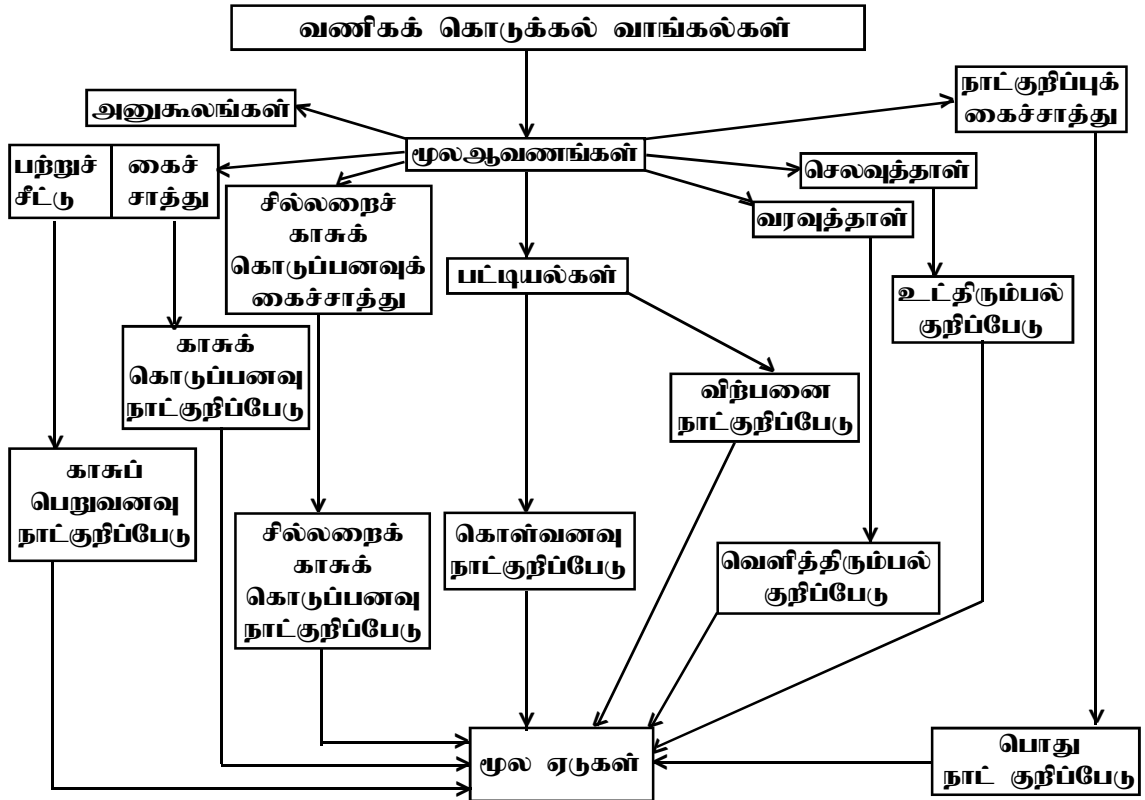 வணிகக் கொடுக்கல் வாங்கல்கள்
அனுகூலங்கள்
நாட்குறிப்புக்
கைச்சாத்து
மூலஆவணங்கள்
பற்றுச்
சீட்டு
கைச்
சாத்து
செலவுத்தாள்
சில்லறைச்
காசுக்
கொடுப்பனவுக்
கைச்சாத்து
வரவுத்தாள்
பட்டியல்கள்
உட்திரும்பல்
குறிப்பேடு
காசுக்
கொடுப்பனவு
நாட்குறிப்பேடு
விற்பனை
நாட்குறிப்பேடு
காசுப்
பெறுவனவு
நாட்குறிப்பேடு
சில்லறைக்
காசுக்
கொடுப்பனவு
நாட்குறிப்பேடு
கொள்வனவு
நாட்குறிப்பேடு
வெளித்திரும்பல்
குறிப்பேடு
மூல ஏடுகள்
பொது
நாட் குறிப்பேடு